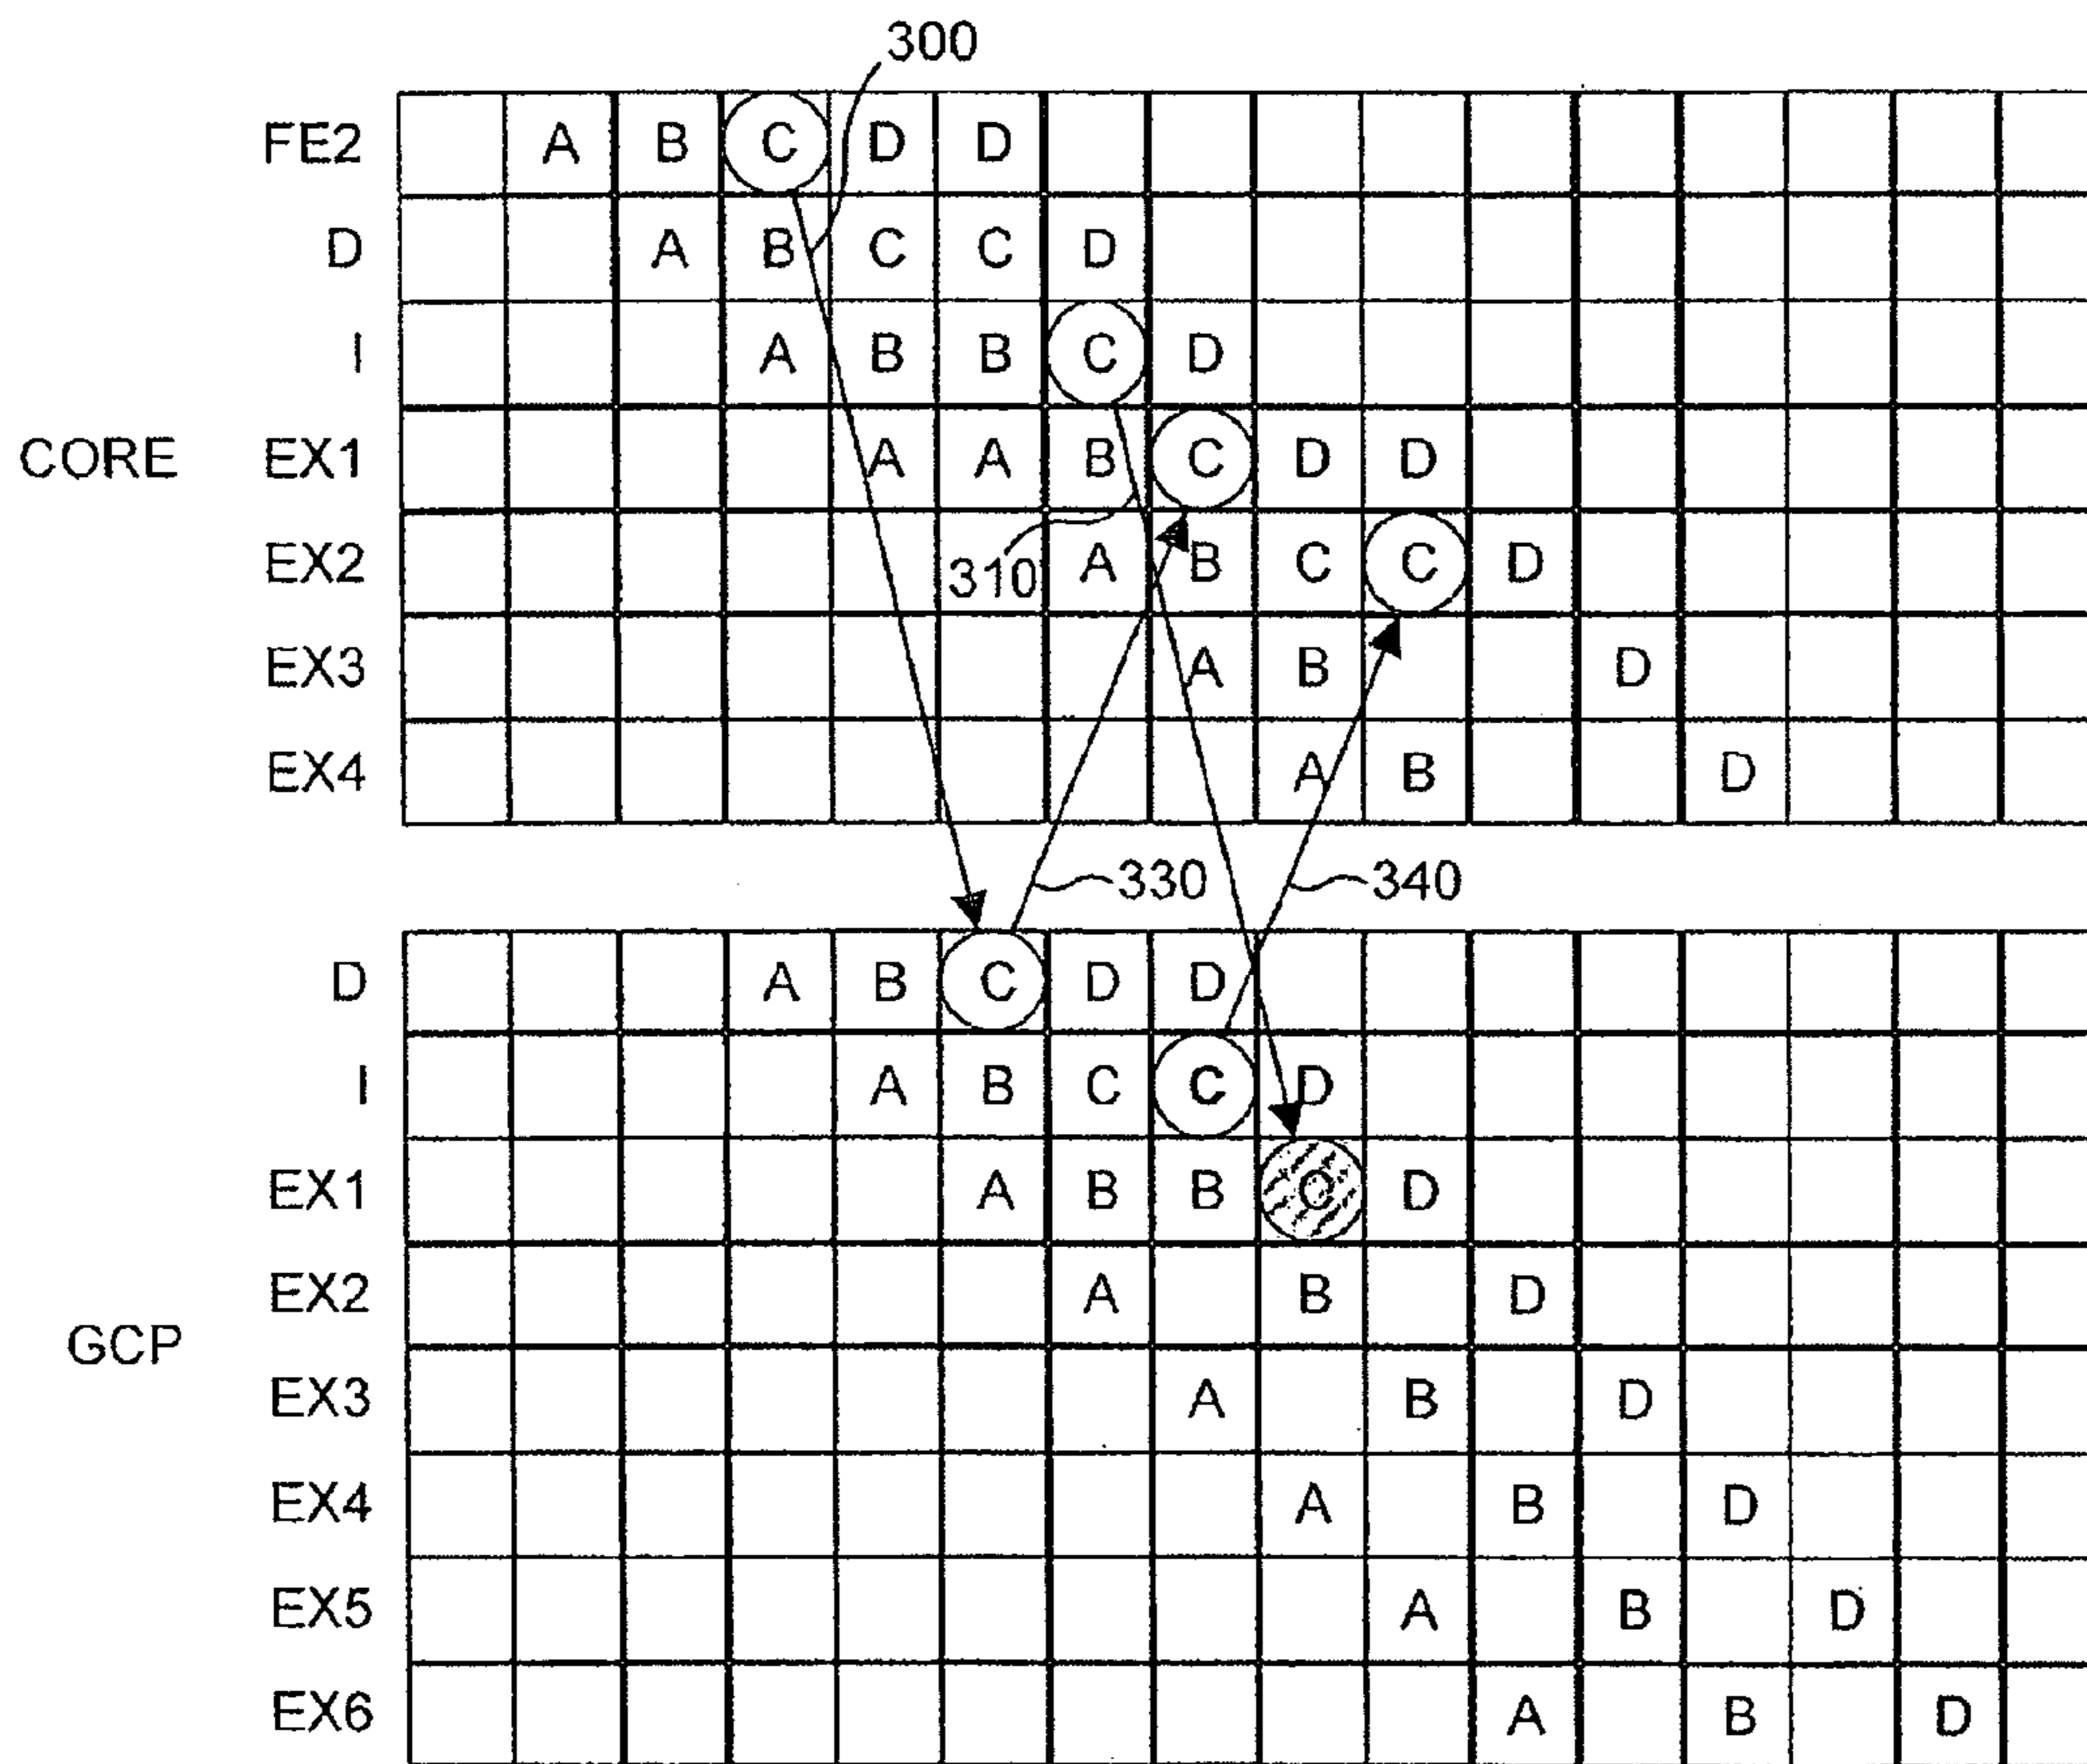 300
FE2 A B C D D
D A B C C D
I A B B C D
CORE EX1 A A B C D D
EX2 310 A B C C D
EX3 A B D
EX4 A B D
330 340
D A B C D D
I A B C C D
EX1 A B B C D
EX2 A B D
GCP
EX3 A B D
EX4 A B D
EX5 A B D
EX6 A B D